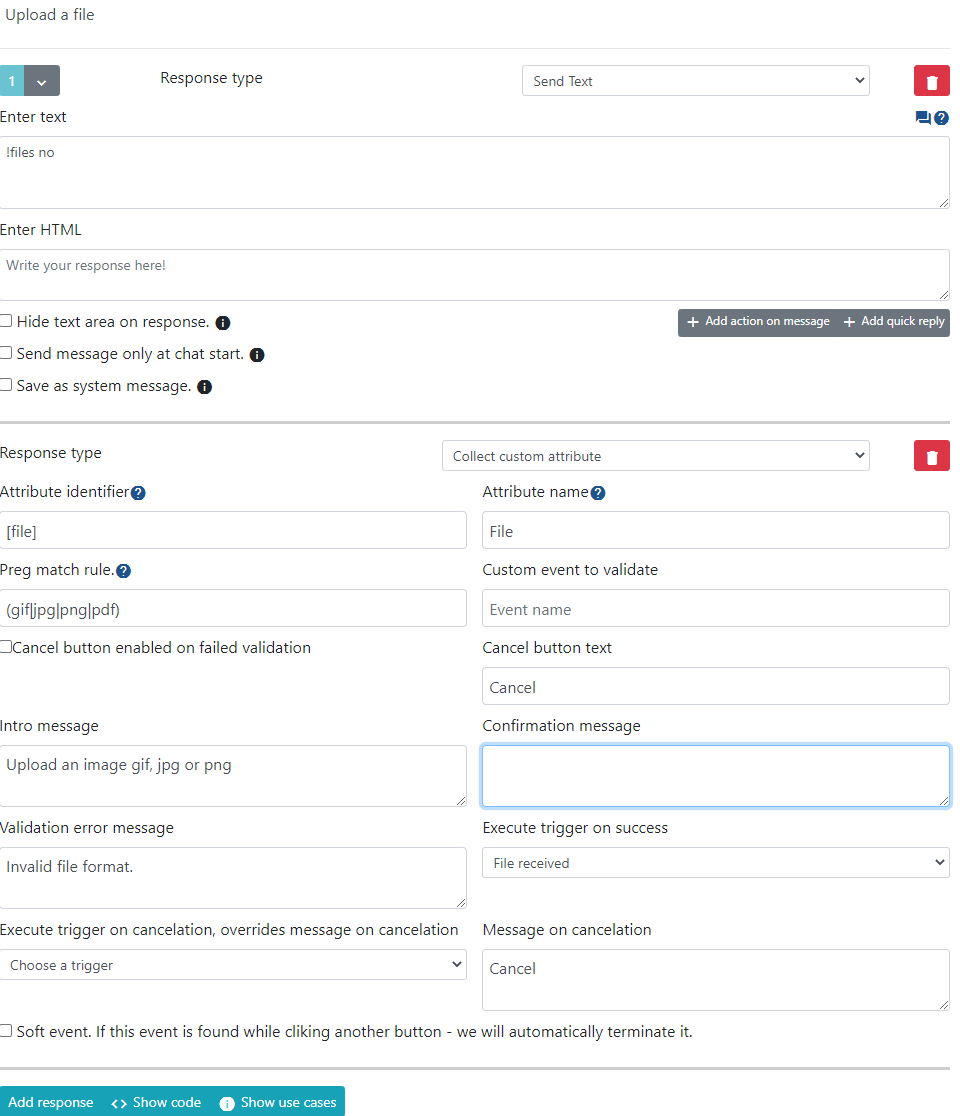 Upload a file
1
Response type
Send Text
Enter text
!files no
Enter HTML
Write your response here!
Hide text area on response.
Add action on message
Add quick reply
Send message only at chat start.
Save as system message.
Response type
Collect custom attribute
Attribute identifier
Attribute name
[file]
File
Preg match rule.
Custom event to validate
(gif|jpg|png|pdf)
Event name
Cancel button enabled on failed validation
Cancel button text
Cancel
Intro message
Confirmation message
Upload an image gif, jpg or png
Validation error message
Execute trigger on success
Invalid file format.
File received
Execute trigger on cancelation, overrides message on cancelation
Message on cancelation
Choose a trigger
Cancel
Soft event. If this event is found while cliking another button - we will automatically terminate it.
Add response
Show code
Show use cases